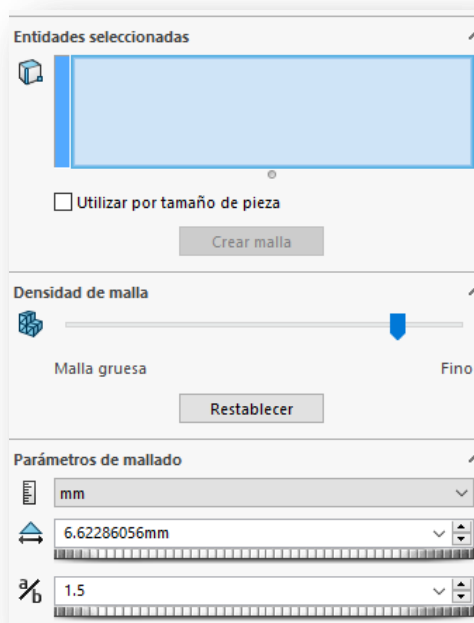 Entidades seleccionadas
Utilizar por tamaño de pieza
Crear malla
Densidad de malla
Malla gruesa Fino
Restablecer
Parámetros de mallado
mm
6.62286056mm
a/b 1.5